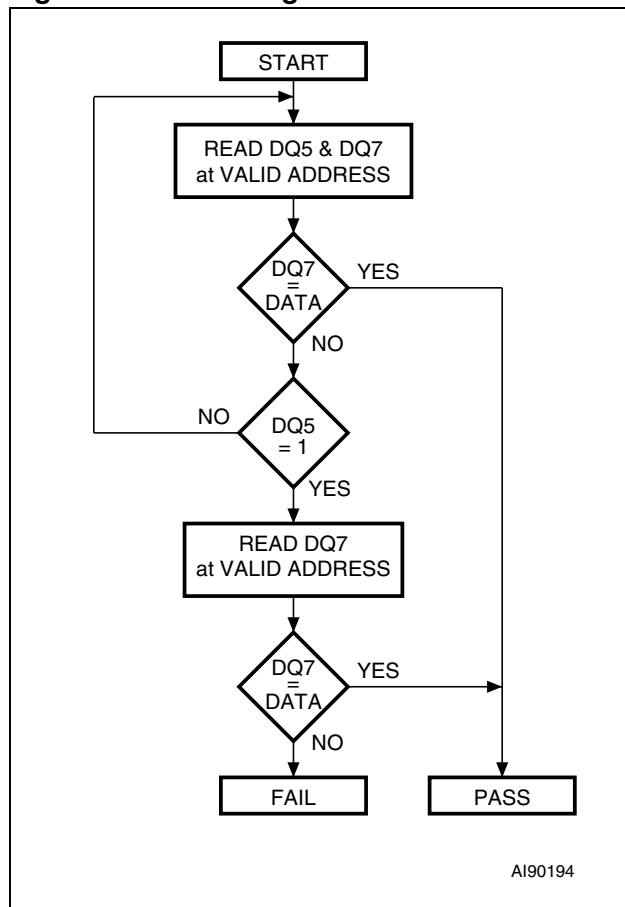 START
READ DQ5 & DQ7
at VALID ADDRESS
DQ7
=
DATA
YES
NO
NO
DQ5
= 1
YES
READ DQ7
at VALID ADDRESS
DQ7
=
DATA
YES
NO
FAIL
PASS
AI90194